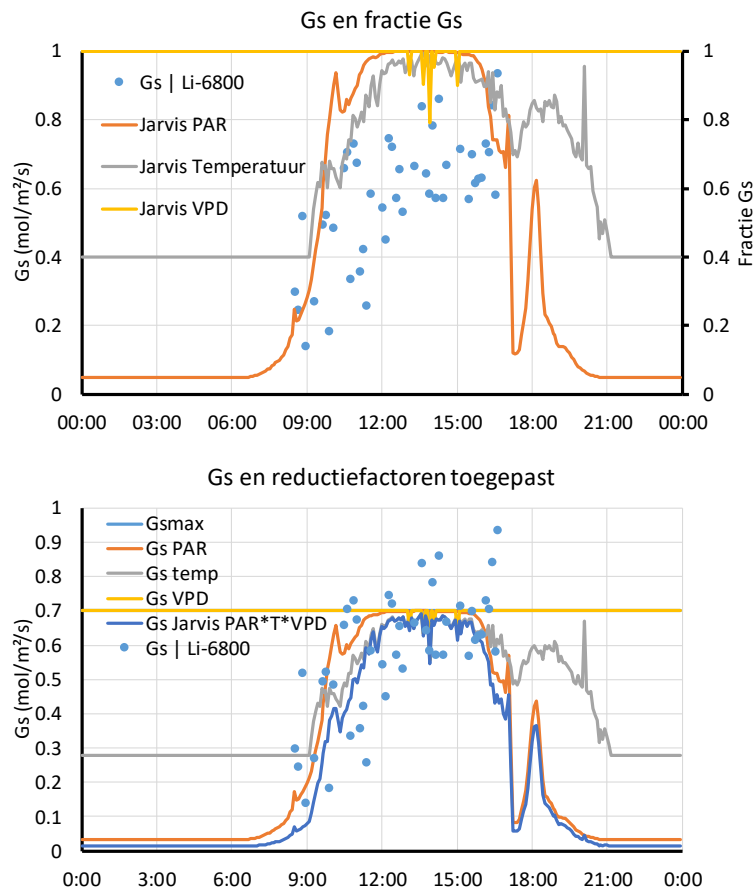 Gs en fractie Gs
1
0.8
0.6
0.4
0.2
0
Gs (mol/m²/s)
Gs | Li-6800
Jarvis PAR
Jarvis Temperatuur
Jarvis VPD
1
0.8
0.6
0.4
0.2
0
Fractie Gs
00:00 03:00 06:00 09:00 12:00 15:00 18:00 21:00 00:00
Gs en reductiefactoren toegepast
1
0.9
0.8
0.7
0.6
0.5
0.4
0.3
0.2
0.1
0
Gs (mol/m²/s)
Gsmax
Gs PAR
Gs temp
Gs VPD
Gs Jarvis PAR*T*VPD
Gs | Li-6800
0:00 3:00 6:00 9:00 12:00 15:00 18:00 21:00 0:00